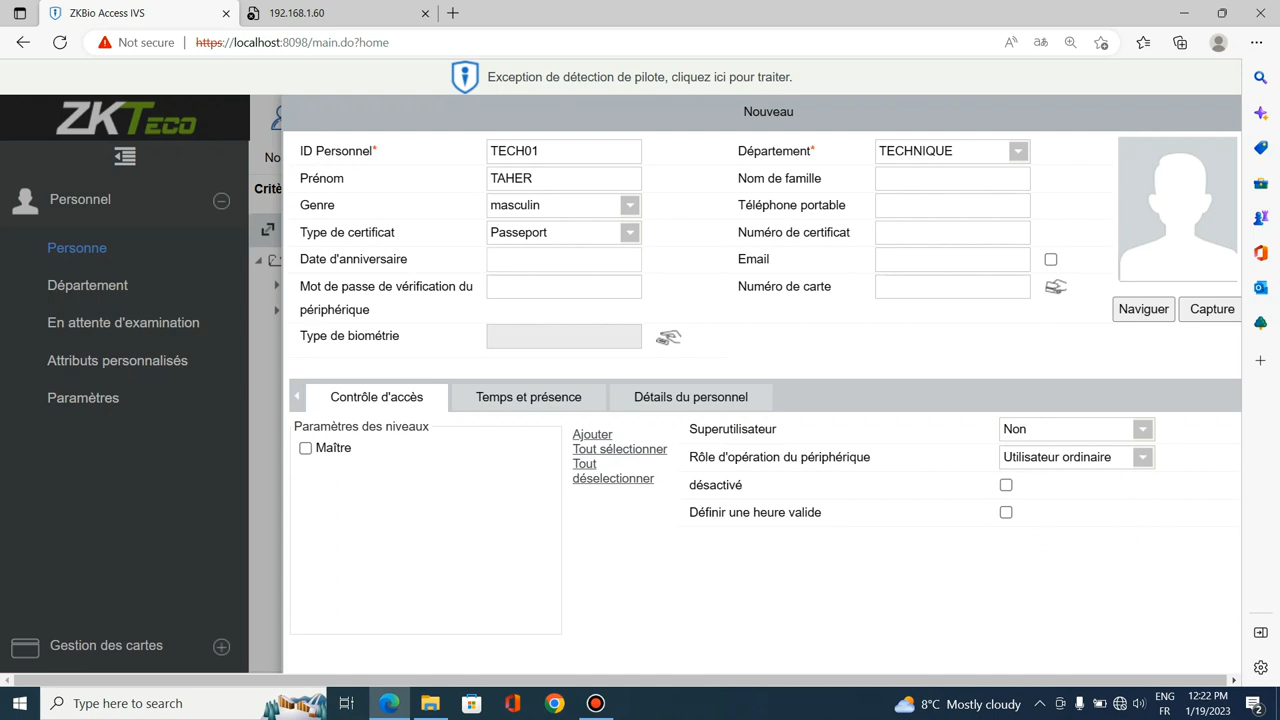 ZKBio Access IVS
192.168.1.60
Not secure
https://localhost:8098/main.do?home
Exception de détection de pilote, cliquez ici pour traiter.
ZKTECO
Nouveau
No
Critè
Personnel
Personne
Département
En attente d'examination
Attributs personnalisés
Paramètres
Gestion des cartes
ID Personnel*
TECH01
Département*
TECHNIQUE
Prénom
TAHER
Nom de famille
Genre
masculin
Téléphone portable
Type de certificat
Passeport
Numéro de certificat
Date d'anniversaire
Email
Mot de passe de vérification du
périphérique
Numéro de carte
Naviguer
Capture
Type de biométrie
Contrôle d'accès
Temps et présence
Détails du personnel
Paramètres des niveaux
Maître
Ajouter
Tout sélectionner
Tout
déselectionner
Superutilisateur
Non
Rôle d'opération du périphérique
Utilisateur ordinaire
désactivé
Définir une heure valide
Type here to search
8°C Mostly cloudy
ENG
FR
12:22 PM
1/19/2023
2